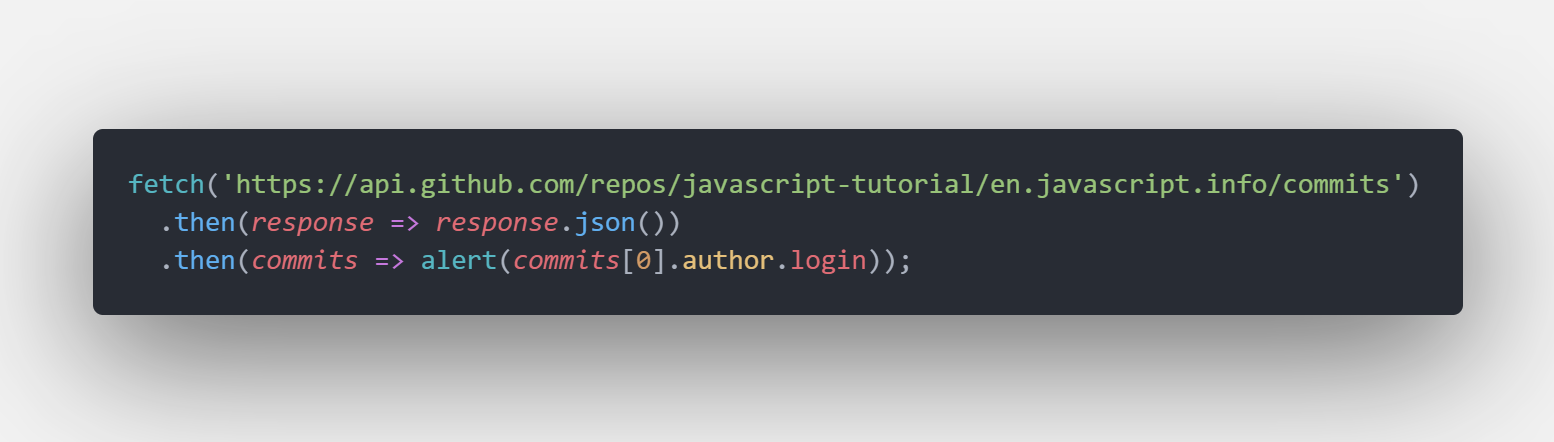 fetch('https://api.github.com/repos/javascript-tutorial/en.javascript.info/commits')
  .then(response => response.json())
  .then(commits => alert(commits[0].author.login));